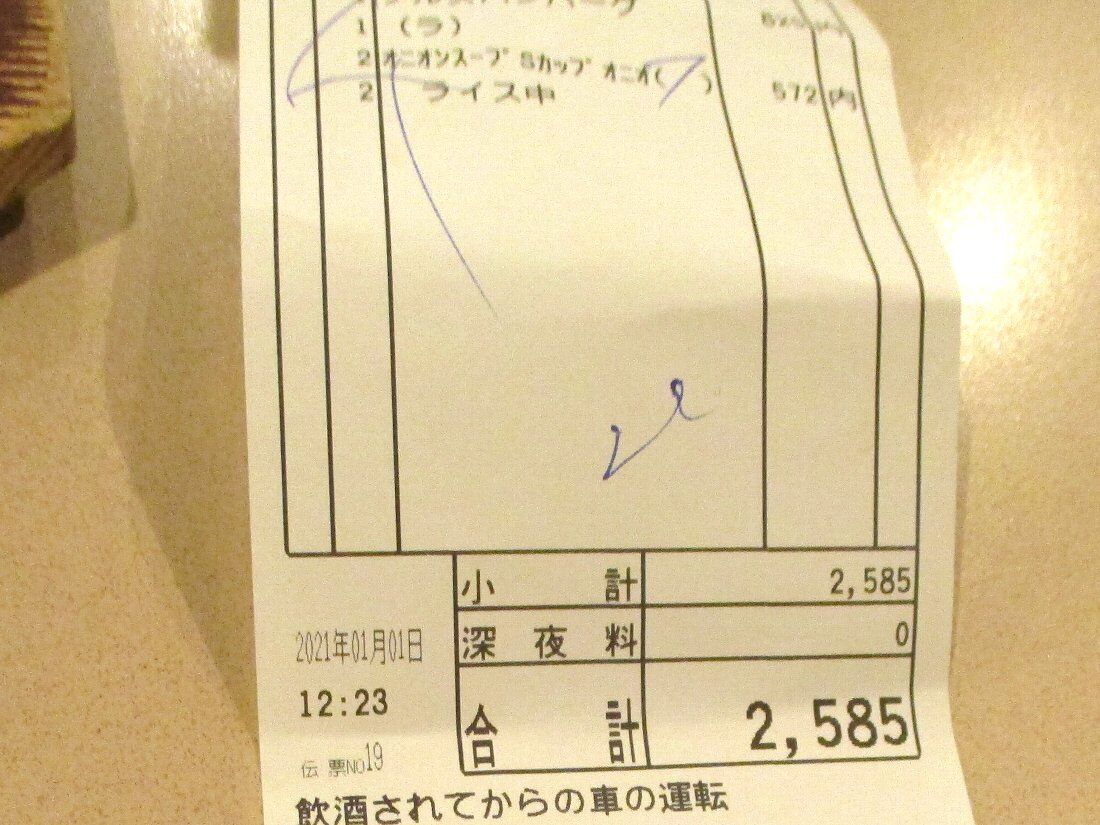 1 (ラ)
2 オニオンスープ Sカップ オニオ( )
2 ライス中 572 内
小計 2,585
深夜料 0
2021年01月01日
12:23
合計 2,585
伝票No19
飲酒されてからの車の運転